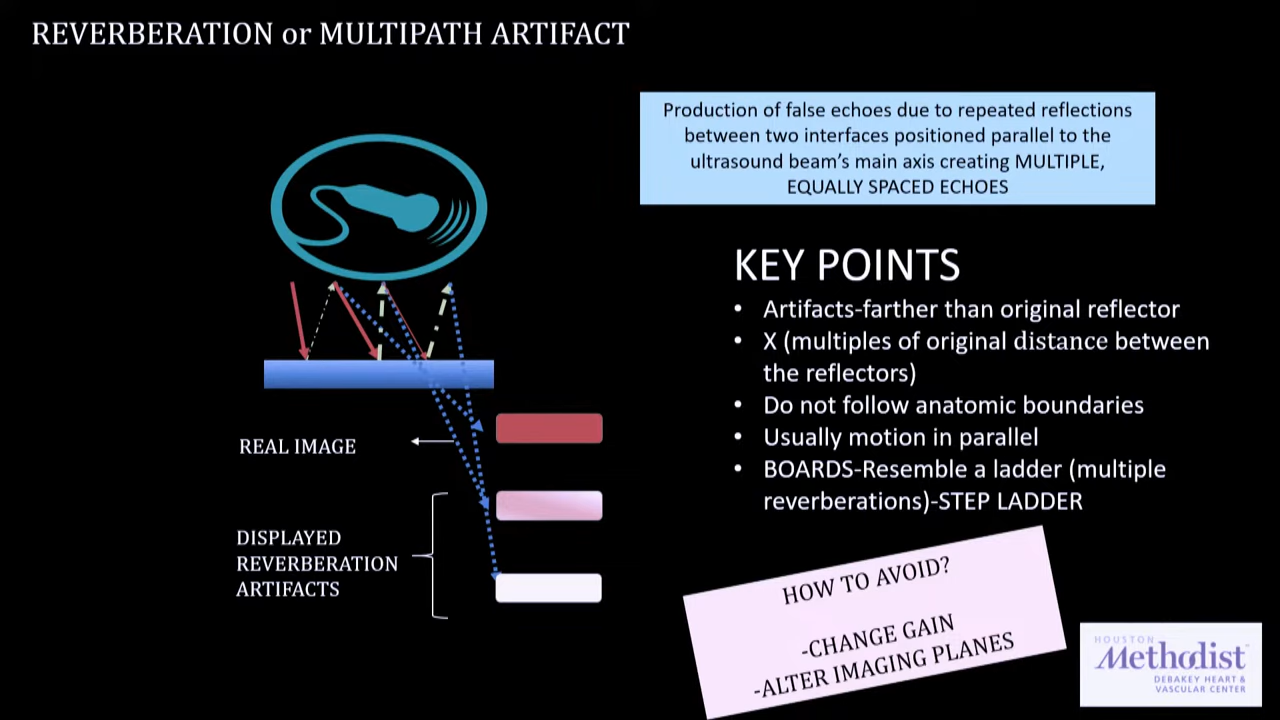 REVERBERATION or MULTIPATH ARTIFACT
Production of false echoes due to repeated reflections
between two interfaces positioned parallel to the
ultrasound beam's main axis creating MULTIPLE,
EQUALLY SPACED ECHOES
KEY POINTS
• Artifacts-farther than original reflector
• X (multiples of original distance between
the reflectors)
• Do not follow anatomic boundaries
• Usually motion in parallel
• BOARDS-Resemble a ladder (multiple
reverberations)-STEP LADDER
REAL IMAGE
DISPLAYED
REVERBERATION
ARTIFACTS
HOW TO AVOID?
-CHANGE GAIN
-ALTER IMAGING PLANES
HOUSTON
Methodist
DEBAKEY HEART &
VASCULAR CENTER